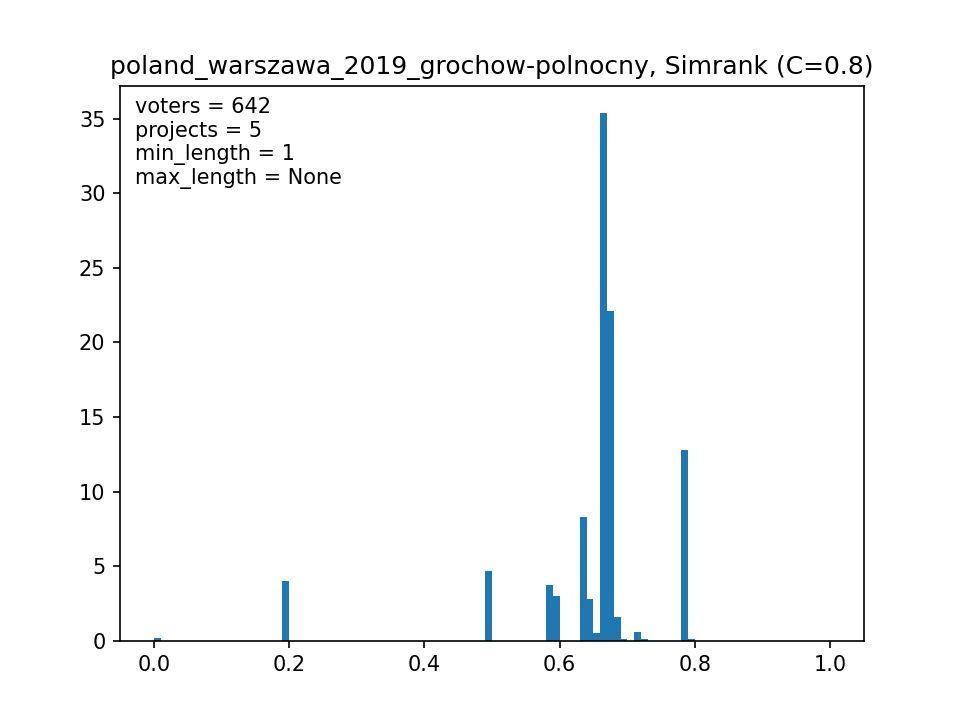 poland_warszawa_2019_grochow-polnocny, Simrank (C=0.8)
voters = 642
projects = 5
min_length = 1
max_length = None
35
30
25
20
15
10
5
0
0.0 0.2 0.4 0.6 0.8 1.0